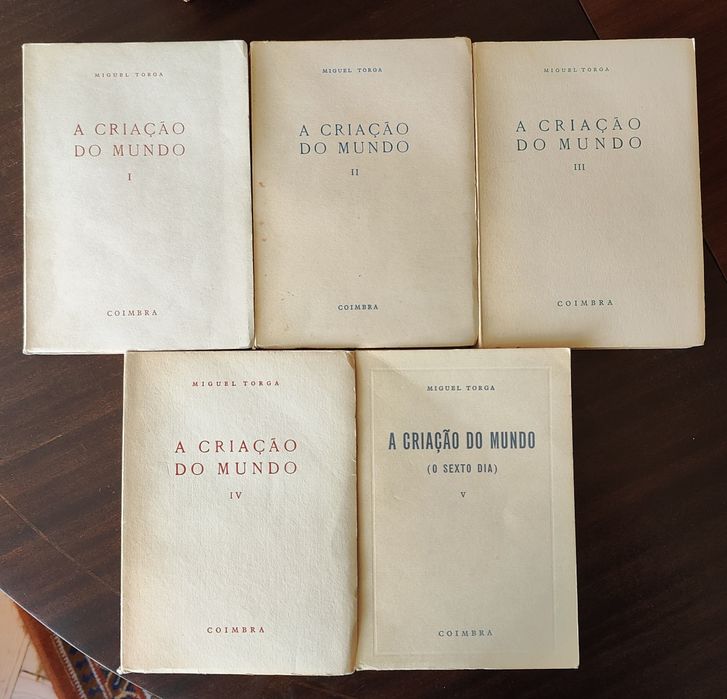 MIGUEL TORGA
A CRIAÇÃO
DO MUNDO
I
COIMBRA
MIGUEL TORGA
A CRIAÇÃO
DO MUNDO
II
COIMBRA
MIGUEL TORGA
A CRIAÇÃO
DO MUNDO
III
COIMBRA
MIGUEL TORGA
A CRIAÇÃO
DO MUNDO
IV
COIMBRA
MIGUEL TORGA
A CRIAÇÃO DO MUNDO
(O SEXTO DIA)
V
COIMBRA